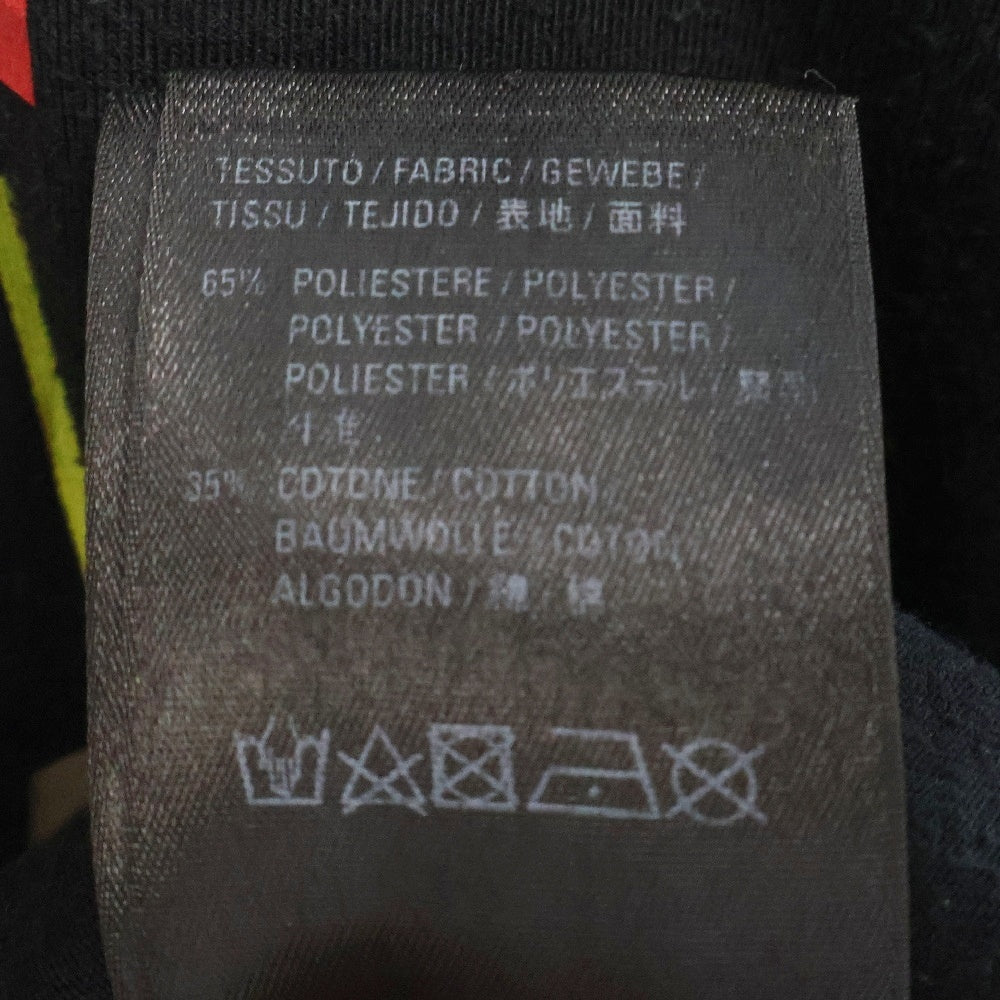 TESSUTO / FABRIC / GEWEBE /
TISSU / TEJIDO / 表地 / 面料
65% POLIESTERE / POLYESTER /
POLYESTER / POLYESTER /
POLIESTER / ポリエステル /
35% COTONE / COTTON /
BAUMWOLLE / COTON /
ALGODON / 綿 / 棉